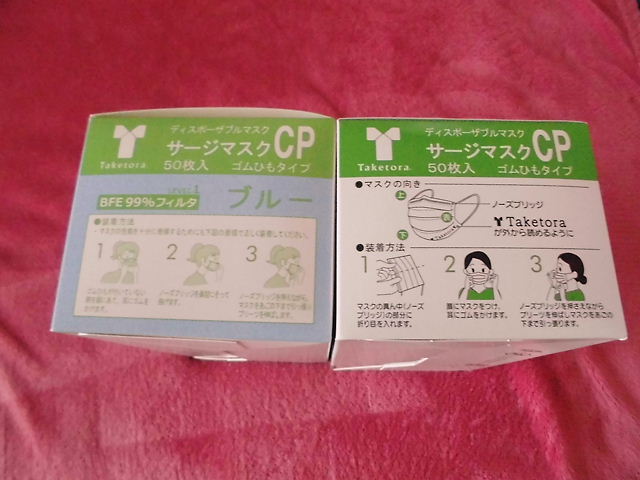 Taketora
ディスポーザブルマスク
サージマスクCP
50枚入 ゴムひもタイプ
LEVEL1
BFE 99%フィルタ
ブルー
●装着方法
1
2
3
Taketora
ディスポーザブルマスク
サージマスクCP
50枚入 ゴムひもタイプ
●マスクの向き
上
表
下
ノーズブリッジ
Taketora
が外から読めるように
●装着方法
1
マスクの真ん中(ノーズ
ブリッジ)の部分に
折り目を入れます。
2
顔にマスクをつけ、
耳にゴムをかけます。
3
ノーズブリッジを押さえながら
プリーツを伸ばしマスクをあごの
下まで引っ張ります。